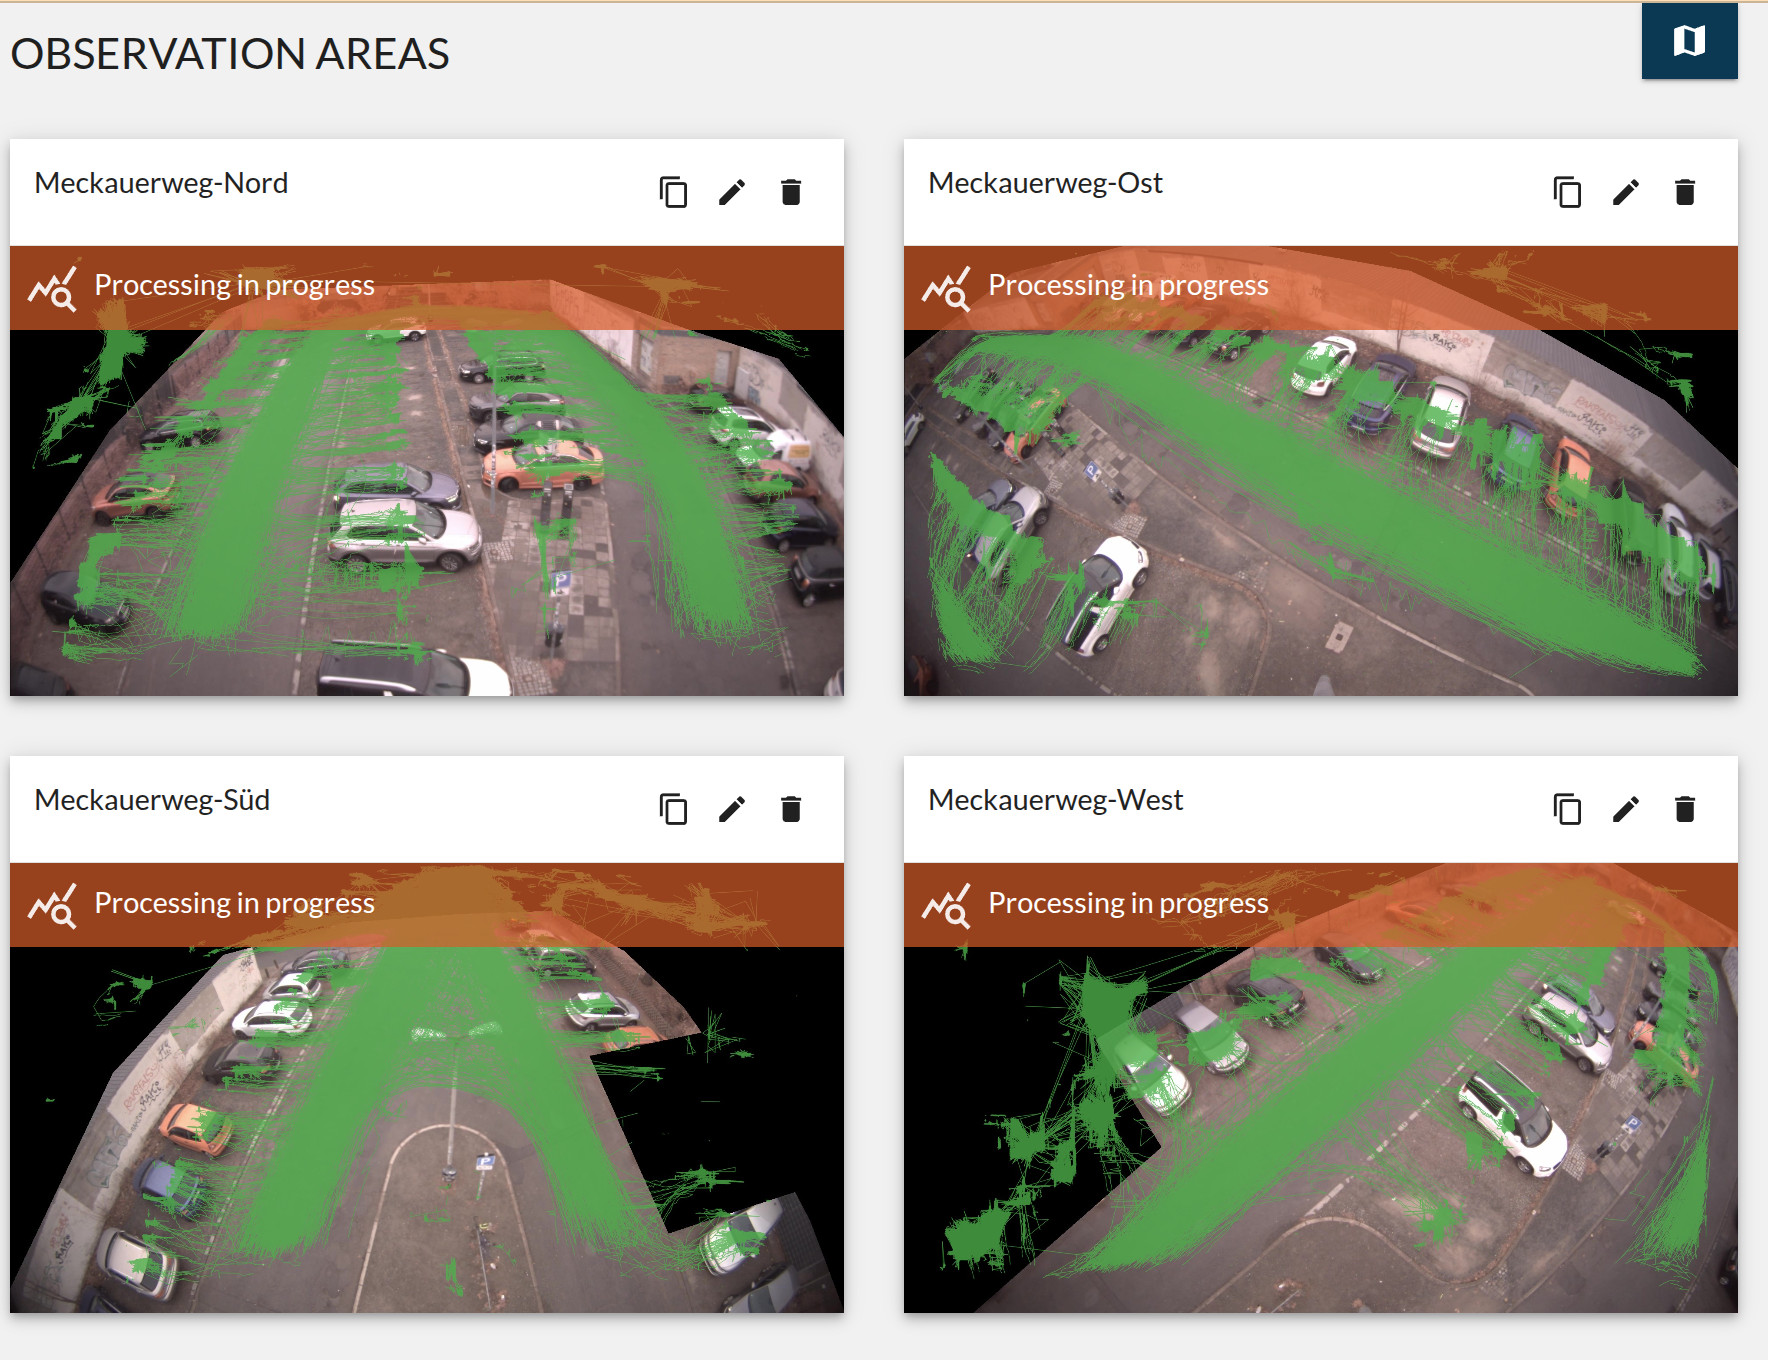 OBSERVATION AREAS
Meckauerweg-Nord
Meckauerweg-Ost
Processing in progress
Processing in progress
P
P
Meckauerweg-Süd
Meckauerweg-West
Processing in progress
Processing in progress
P
P